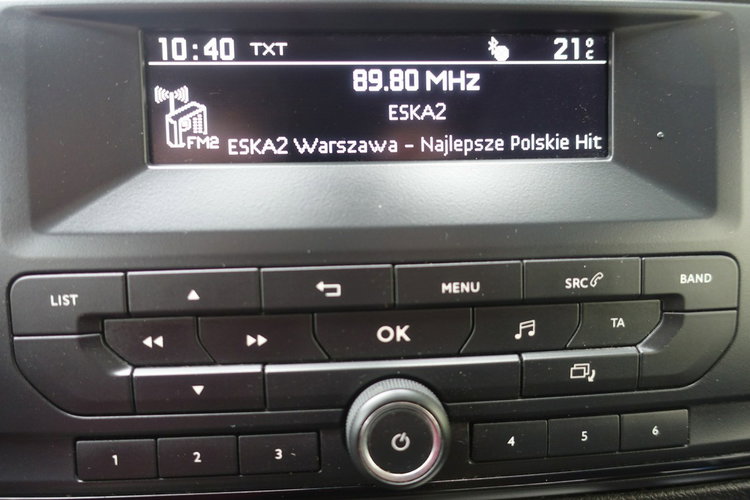 10:40 TXT 21°C
89.80 MHz
ESKA2
FM2
ESKA2 Warszawa - Najlepsze Polskie Hit
LIST MENU SRC BAND
OK TA
1 2 3 4 5 6